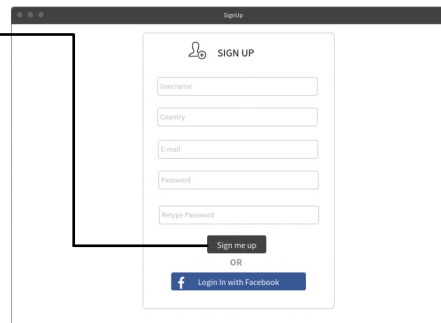 SignUp
SIGN UP
Username
Country
E-mail
Password
Retype Password
Sign me up
OR
f Login In with Facebook